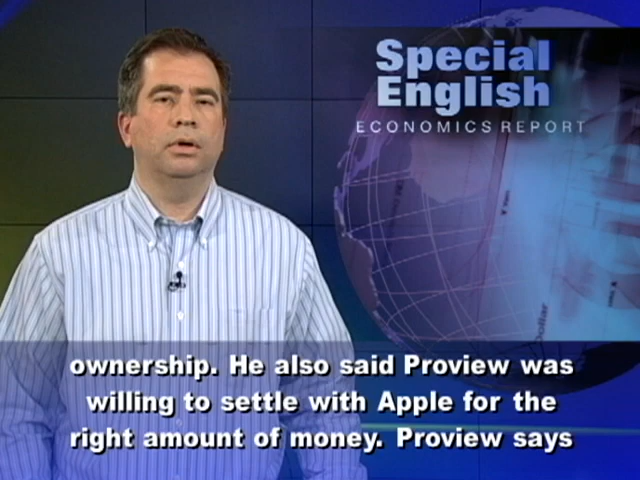 Special
English
ECONOMICS REPORT
Dollar
ownership. He also said Proview was
willing to settle with Apple for the
right amount of money. Proview says